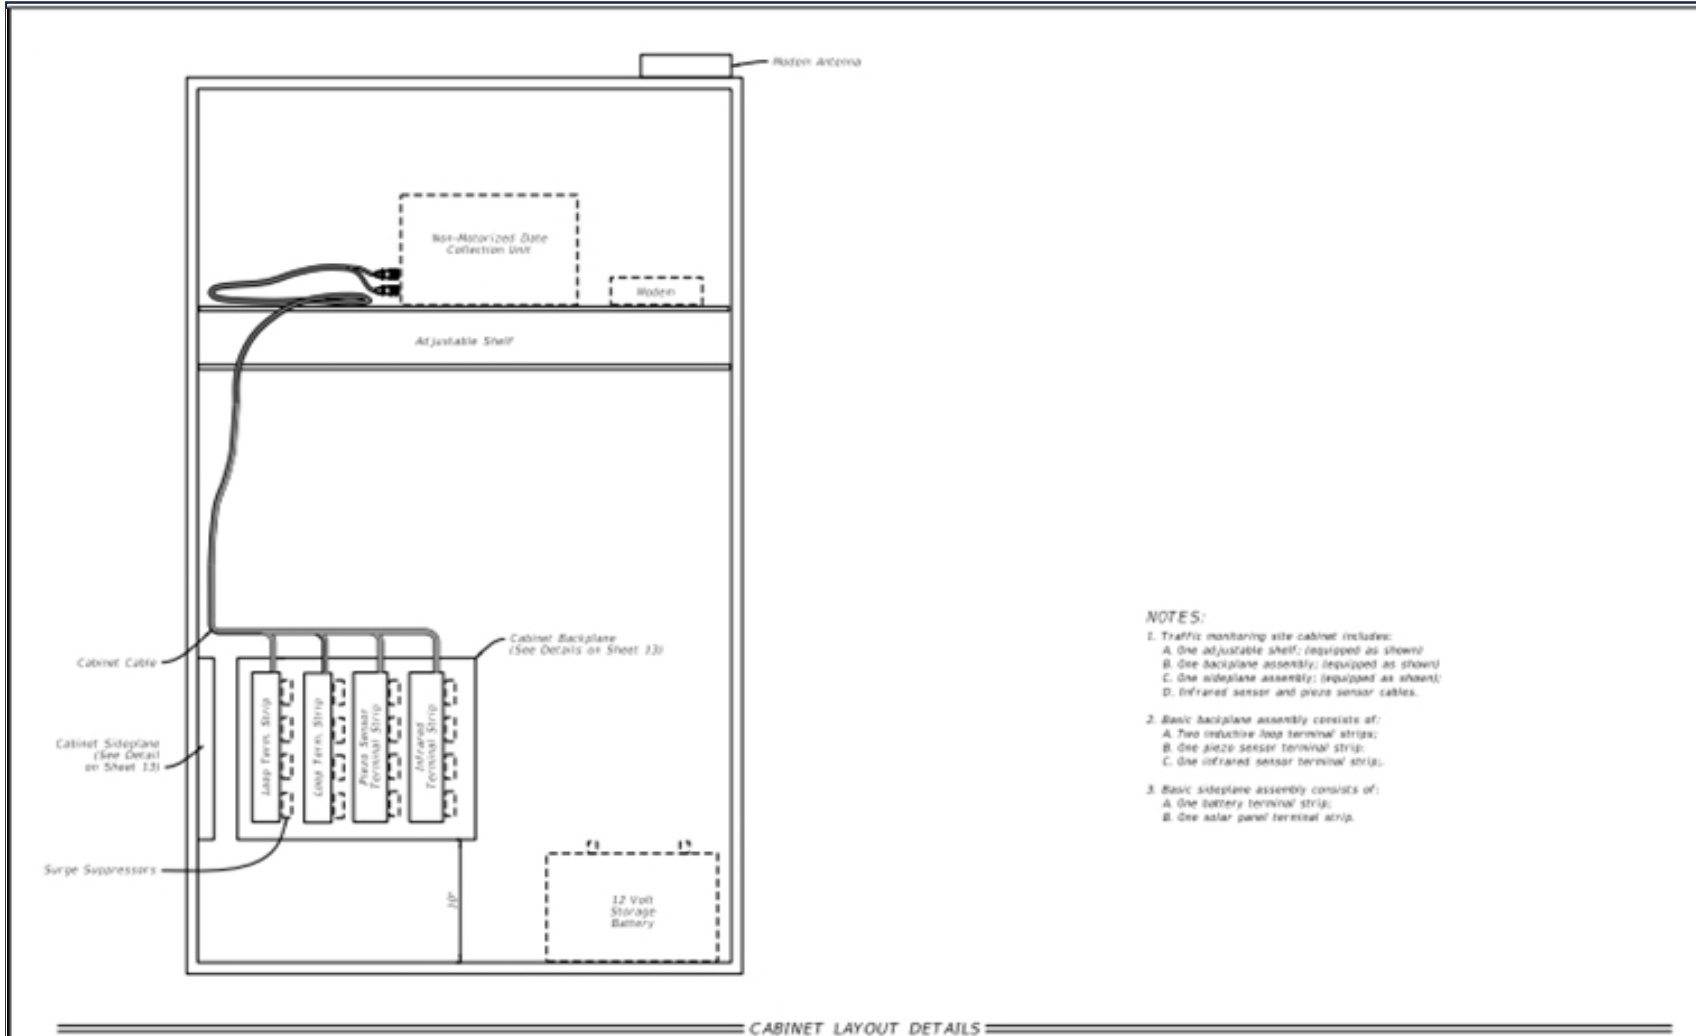 Modem Antenna
Non-Motorized Date
Collection Unit
Modem
Adjustable Shelf
Cabinet Cable
Cabinet Backplane
(See Details on Sheet 13)
Cabinet Sideplane
(See Detail
on Sheet 13)
Loop Term. Strip
Loop Term. Strip
Piezo Sensor
Terminal Strip
Infrared
Terminal Strip
Surge Suppressors
10"
12 Volt
Storage
Battery
NOTES:
1. Traffic monitoring site cabinet includes:
A. One adjustable shelf; (equipped as shown)
B. One backplane assembly; (equipped as shown)
C. One sideplane assembly; (equipped as shown);
D. Infrared sensor and piezo sensor cables.
2. Basic backplane assembly consists of:
A. Two inductive loop terminal strips;
B. One piezo sensor terminal strip;
C. One infrared sensor terminal strip;.
3. Basic sideplane assembly consists of:
A. One battery terminal strip;
B. One solar panel terminal strip.
CABINET LAYOUT DETAILS